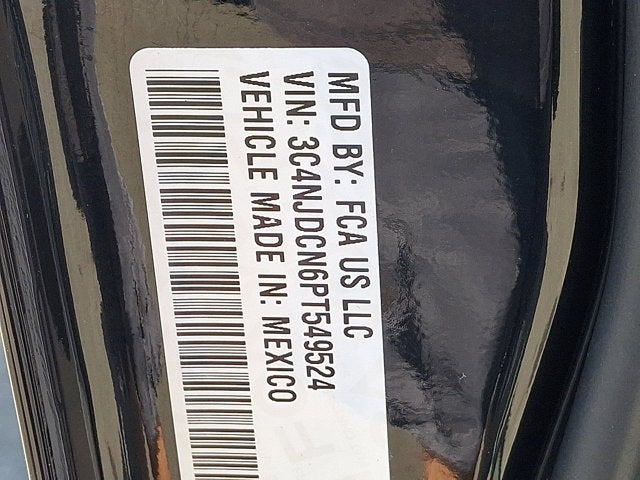 MFD BY: FCA US LLC
VIN: 3C4NJDCN6PT549524
VEHICLE MADE IN: MEXICO